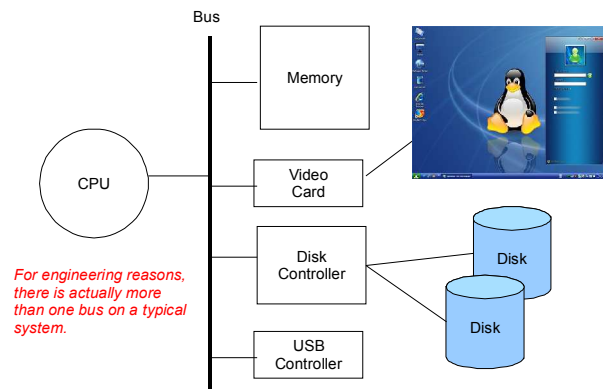 Bus
Memory
CPU
Video
Card
Disk
Controller
Disk
Disk
For engineering reasons,
there is actually more
than one bus on a typical
system.
USB
Controller